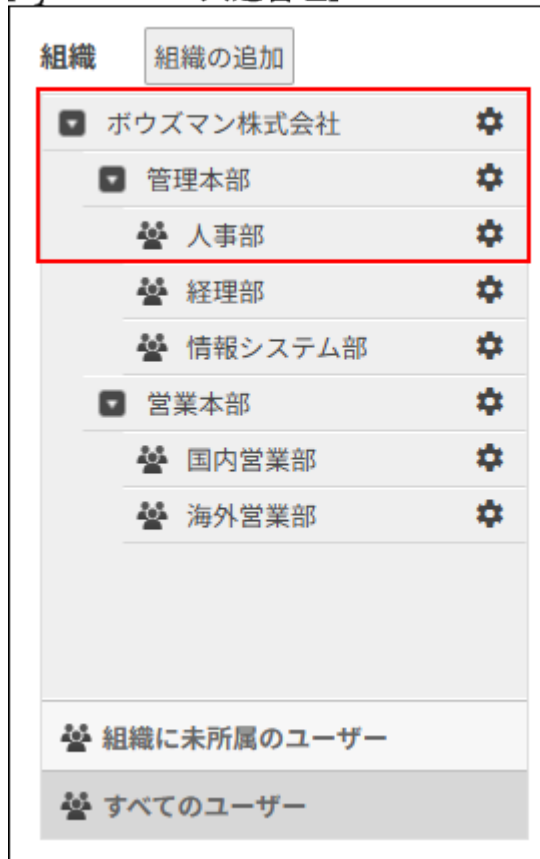 組織 組織の追加
ボウズマン株式会社
管理本部
人事部
経理部
情報システム部
営業本部
国内営業部
海外営業部
組織に未所属のユーザー
すべてのユーザー